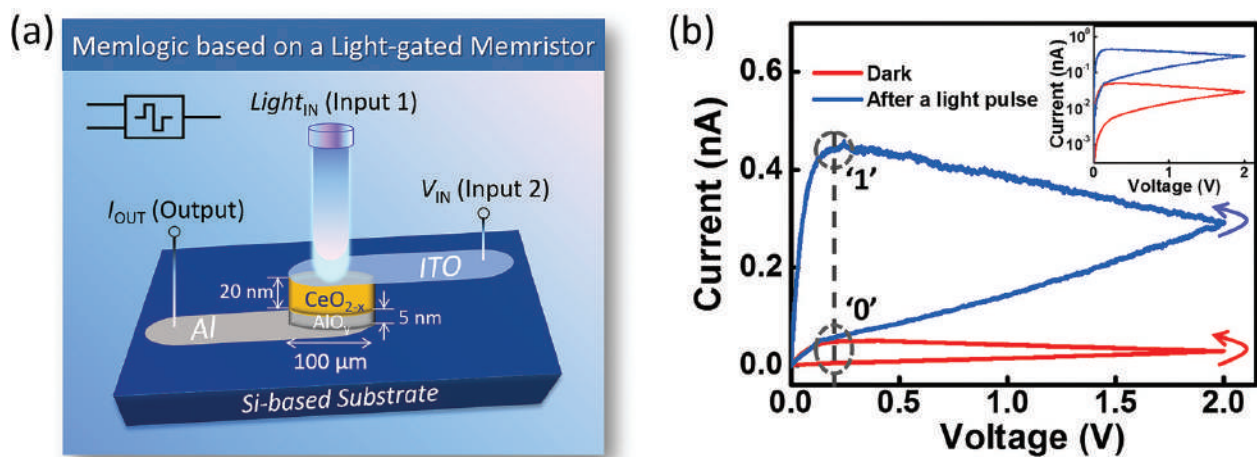 (a)
Memlogic based on a Light-gated Memristor
Light_IN (Input 1)
V_IN (Input 2)
I_OUT (Output)
ITO
20 nm
CeO_2-x
AlO_y
5 nm
Al
100 μm
Si-based Substrate
(b)
Current (nA)
0.6
0.4
0.2
0.0
Dark
After a light pulse
'1'
'0'
0.0 0.5 1.0 1.5 2.0
Voltage (V)
Current (nA)
10^0
10^-1
10^-2
10^-3
0 1 2
Voltage (V)